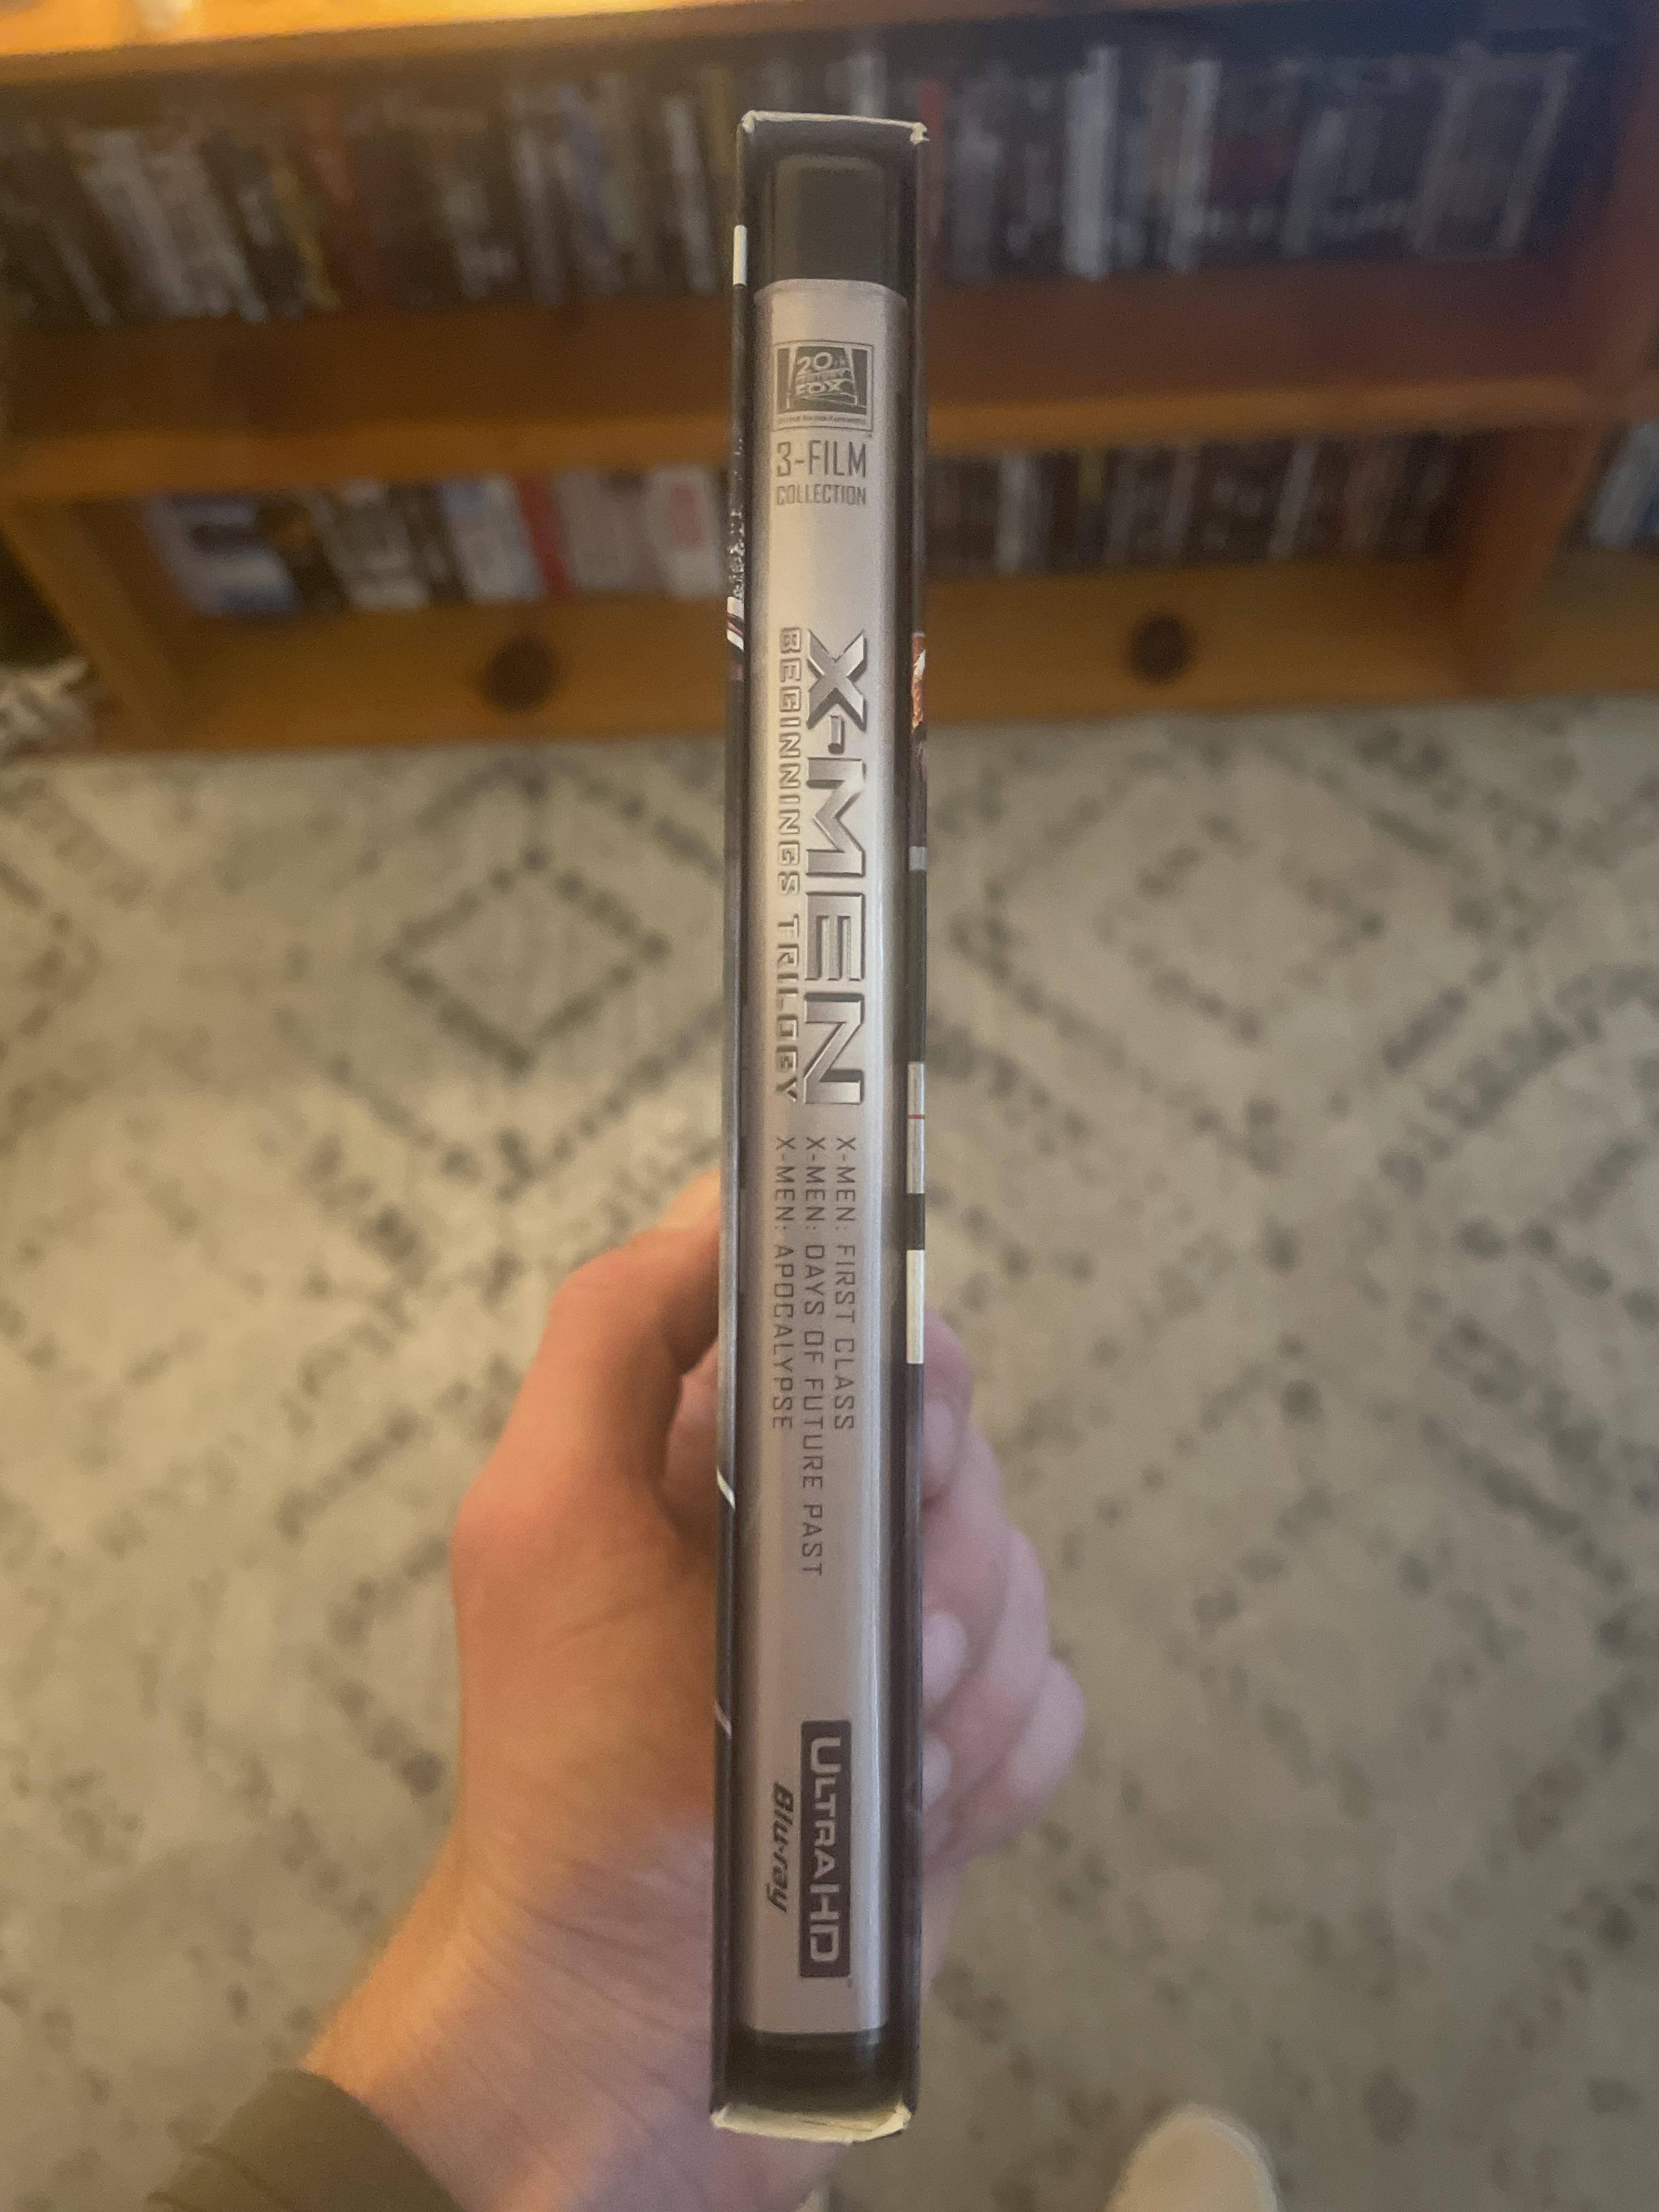 20th
CENTURY
FOX
3-FILM
COLLECTION
X-MEN
BEGINNINGS TRILOGY
X-MEN: FIRST CLASS
X-MEN: DAYS OF FUTURE PAST
X-MEN: APOCALYPSE
ULTRA HD
Blu-ray